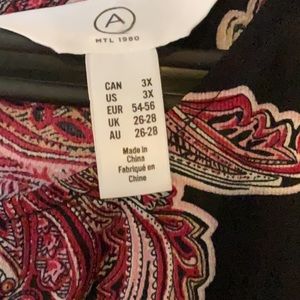 A
MTL 1980
CAN 3X
US 3X
EUR 54-56
UK 26-28
AU 26-28
Made in
China
Fabriqué en
Chine